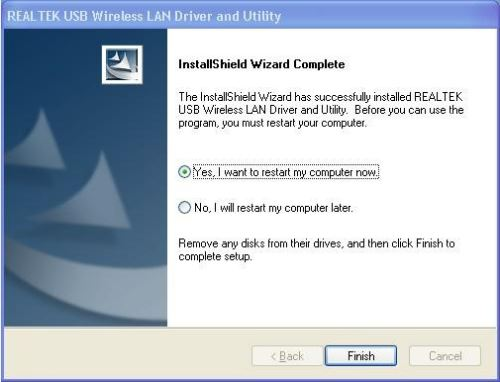 REALTEK USB Wireless LAN Driver and Utility
InstallShield Wizard Complete
The InstallShield Wizard has successfully installed REALTEK
USB Wireless LAN Driver and Utility. Before you can use the
program, you must restart your computer.
Yes, I want to restart my computer now.
No, I will restart my computer later.
Remove any disks from their drives, and then click Finish to
complete setup.
< Back
Finish
Cancel